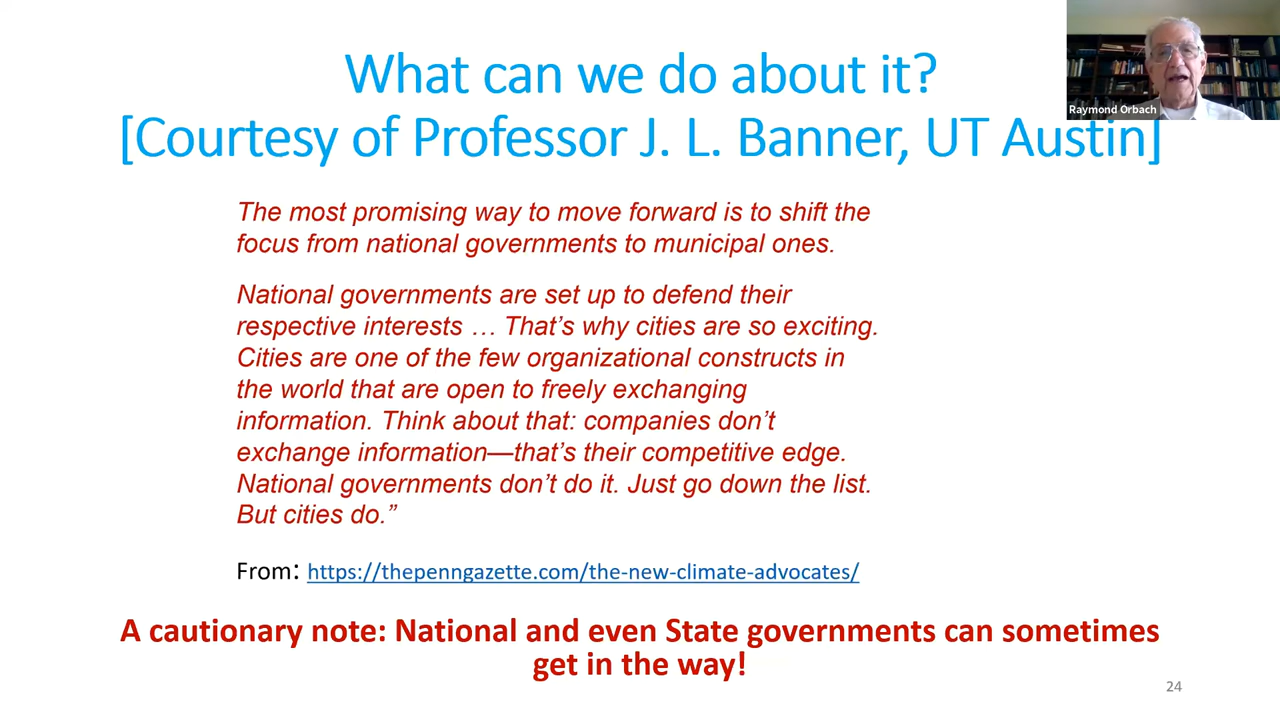 What can we do about it?
[Courtesy of Professor J. L. Banner, UT Austin]
Raymond Orbach
The most promising way to move forward is to shift the
focus from national governments to municipal ones.
National governments are set up to defend their
respective interests … That’s why cities are so exciting.
Cities are one of the few organizational constructs in
the world that are open to freely exchanging
information. Think about that: companies don’t
exchange information—that’s their competitive edge.
National governments don’t do it. Just go down the list.
But cities do.”
From: https://thepenngazette.com/the-new-climate-advocates/
A cautionary note: National and even State governments can sometimes
get in the way!
24